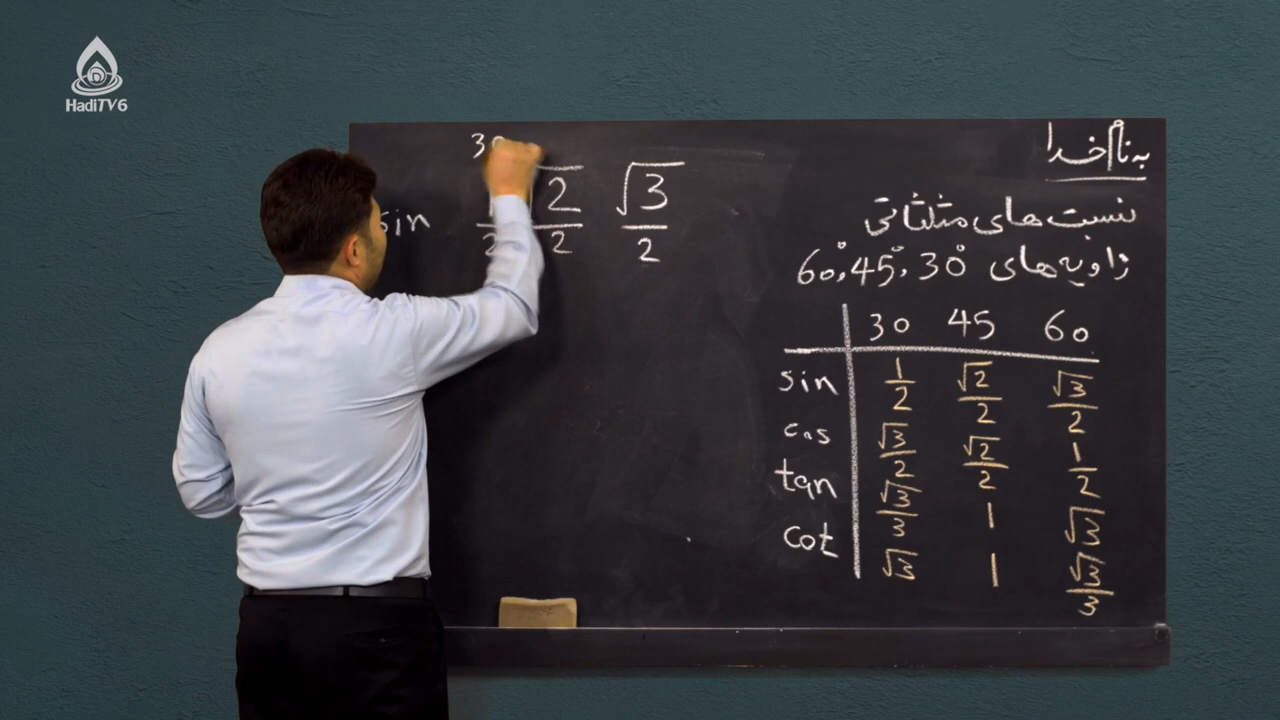 HadiTV6
به نام خدا
نسبت های مثلثاتی
زاویه های 30°، 45°، 60°
30
sin √2/2 √3/2
30 45 60
sin 1/2 √2/2 √3/2
cos √3/2 √2/2 1/2
tan √3/3 1 √3
cot √3 1 √3/3